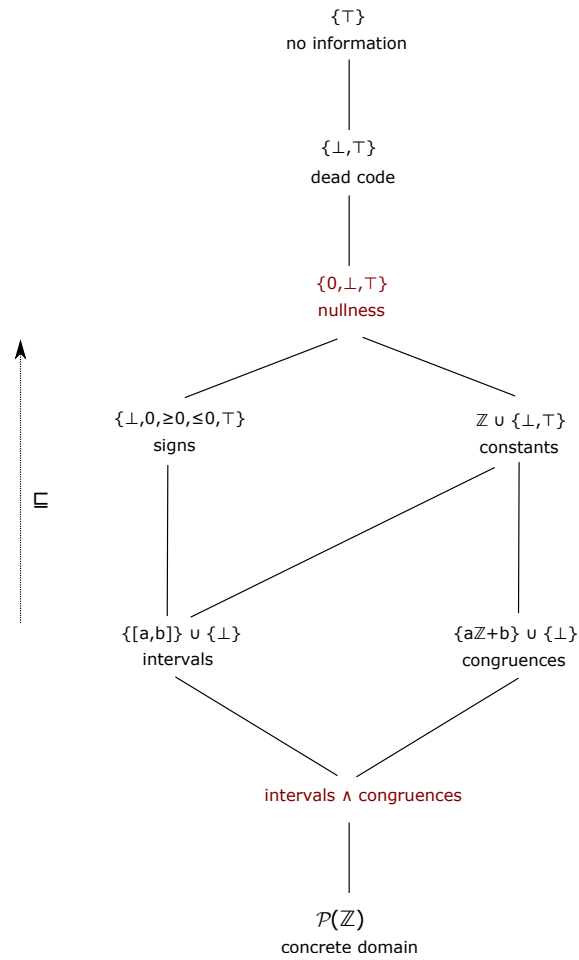 {⊤}
no information
{⊥,⊤}
dead code
{0,⊥,⊤}
nullness
{⊥,0,≥0,≤0,⊤}
signs
ℤ ∪ {⊥,⊤}
constants
⊑
{[a,b]} ∪ {⊥}
intervals
{aℤ+b} ∪ {⊥}
congruences
intervals ∧ congruences
𝒫(ℤ)
concrete domain